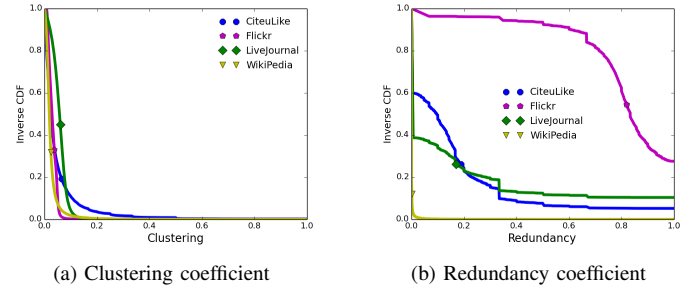 1.0
0.8
0.6
0.4
0.2
0.0
Inverse CDF
0.0 0.2 0.4 0.6 0.8 1.0
Clustering
CiteuLike
Flickr
LiveJournal
WikiPedia
(a) Clustering coefficient
1.0
0.8
0.6
0.4
0.2
0.0
Inverse CDF
0.0 0.2 0.4 0.6 0.8 1.0
Redundancy
CiteuLike
Flickr
LiveJournal
WikiPedia
(b) Redundancy coefficient